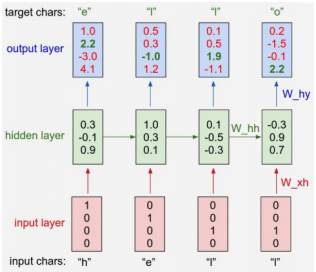 target chars: "e" "l" "l" "o"
1.0 0.5 0.1 0.2
2.2 0.3 0.5 -1.5
-3.0 -1.0 1.9 -0.1
4.1 1.2 -1.1 2.2
output layer
W_hy
0.3 1.0 0.1 -0.3
-0.1 0.3 -0.5 0.9
0.9 0.1 -0.3 0.7
hidden layer
W_hh
W_xh
1 0 0 0
0 1 0 0
0 0 1 1
0 0 0 0
input layer
input chars: "h" "e" "l" "l"